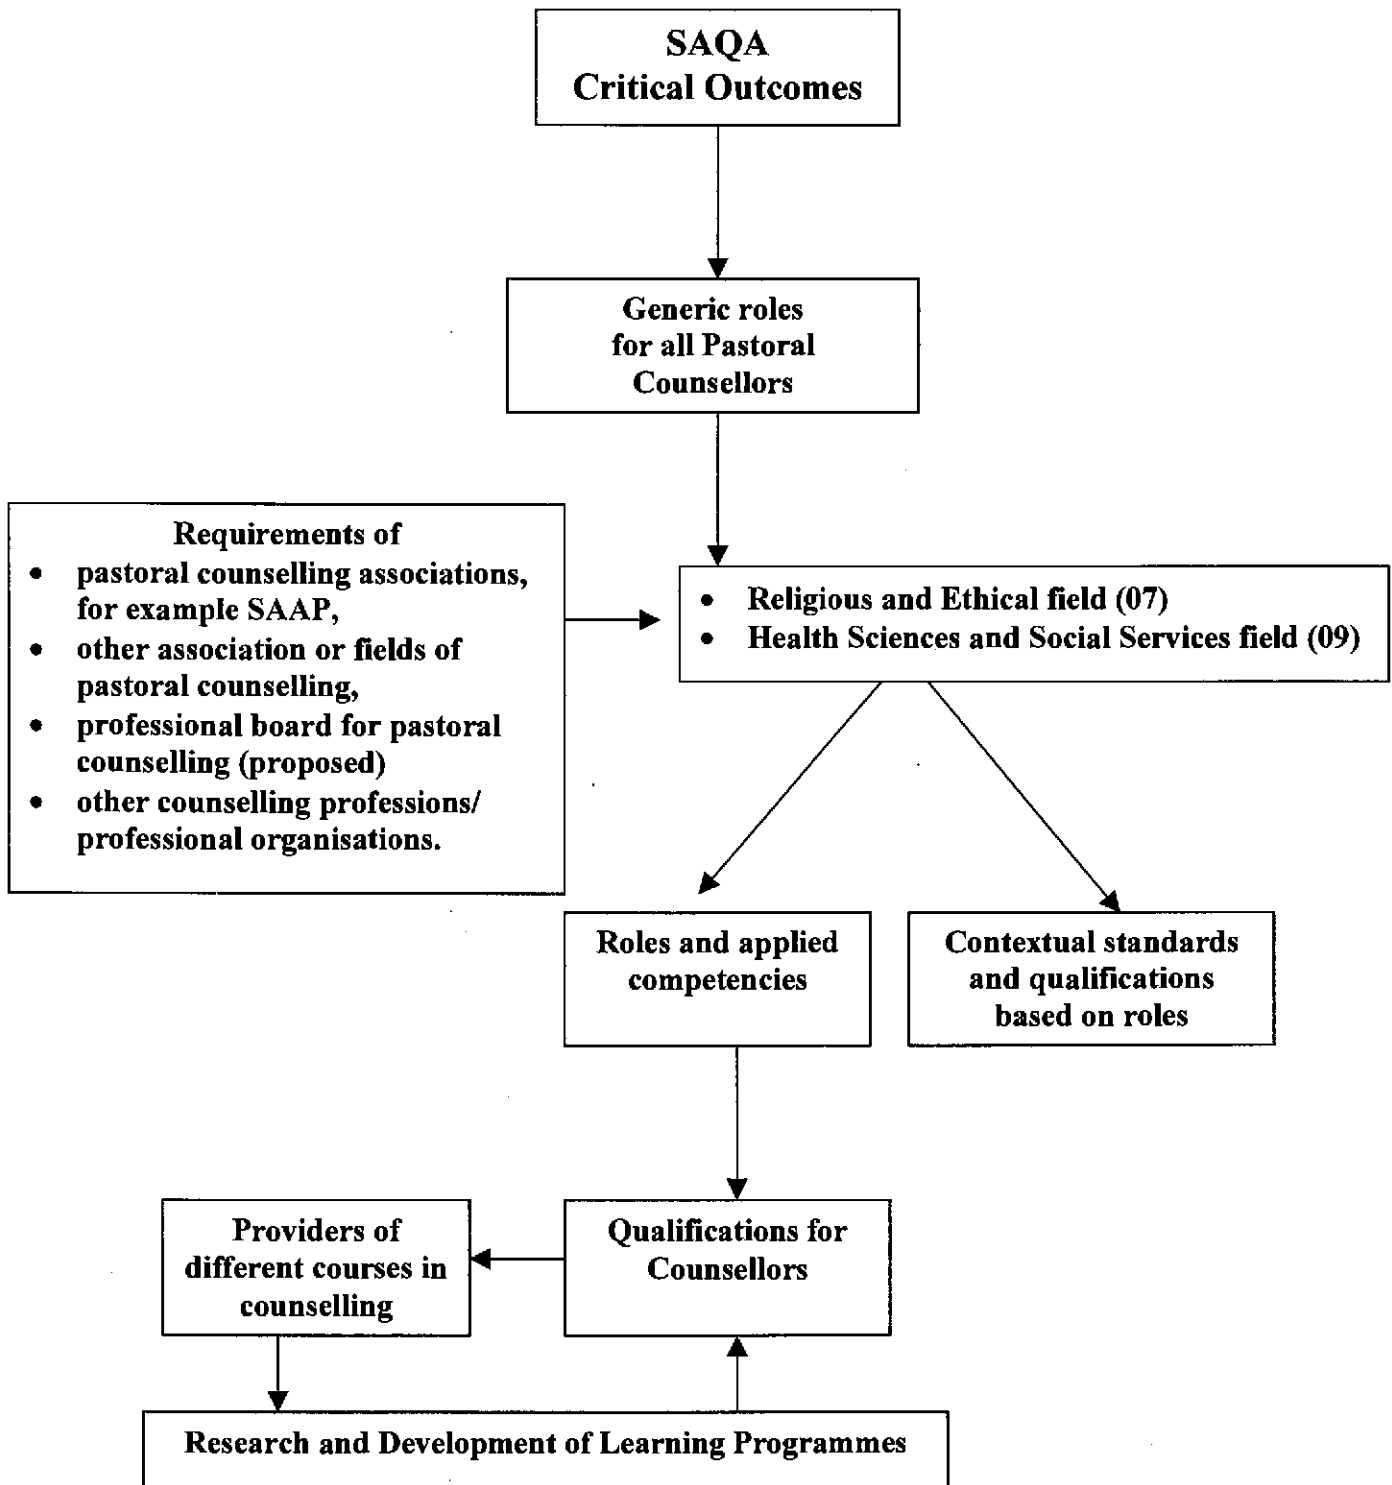 SAQA
Critical Outcomes
Generic roles
for all Pastoral
Counsellors
Requirements of
• pastoral counselling associations,
for example SAAP,
• other association or fields of
pastoral counselling,
• professional board for pastoral
counselling (proposed)
• other counselling professions/
professional organisations.
• Religious and Ethical field (07)
• Health Sciences and Social Services field (09)
Roles and applied
competencies
Contextual standards
and qualifications
based on roles
Providers of
different courses in
counselling
Qualifications for
Counsellors
Research and Development of Learning Programmes